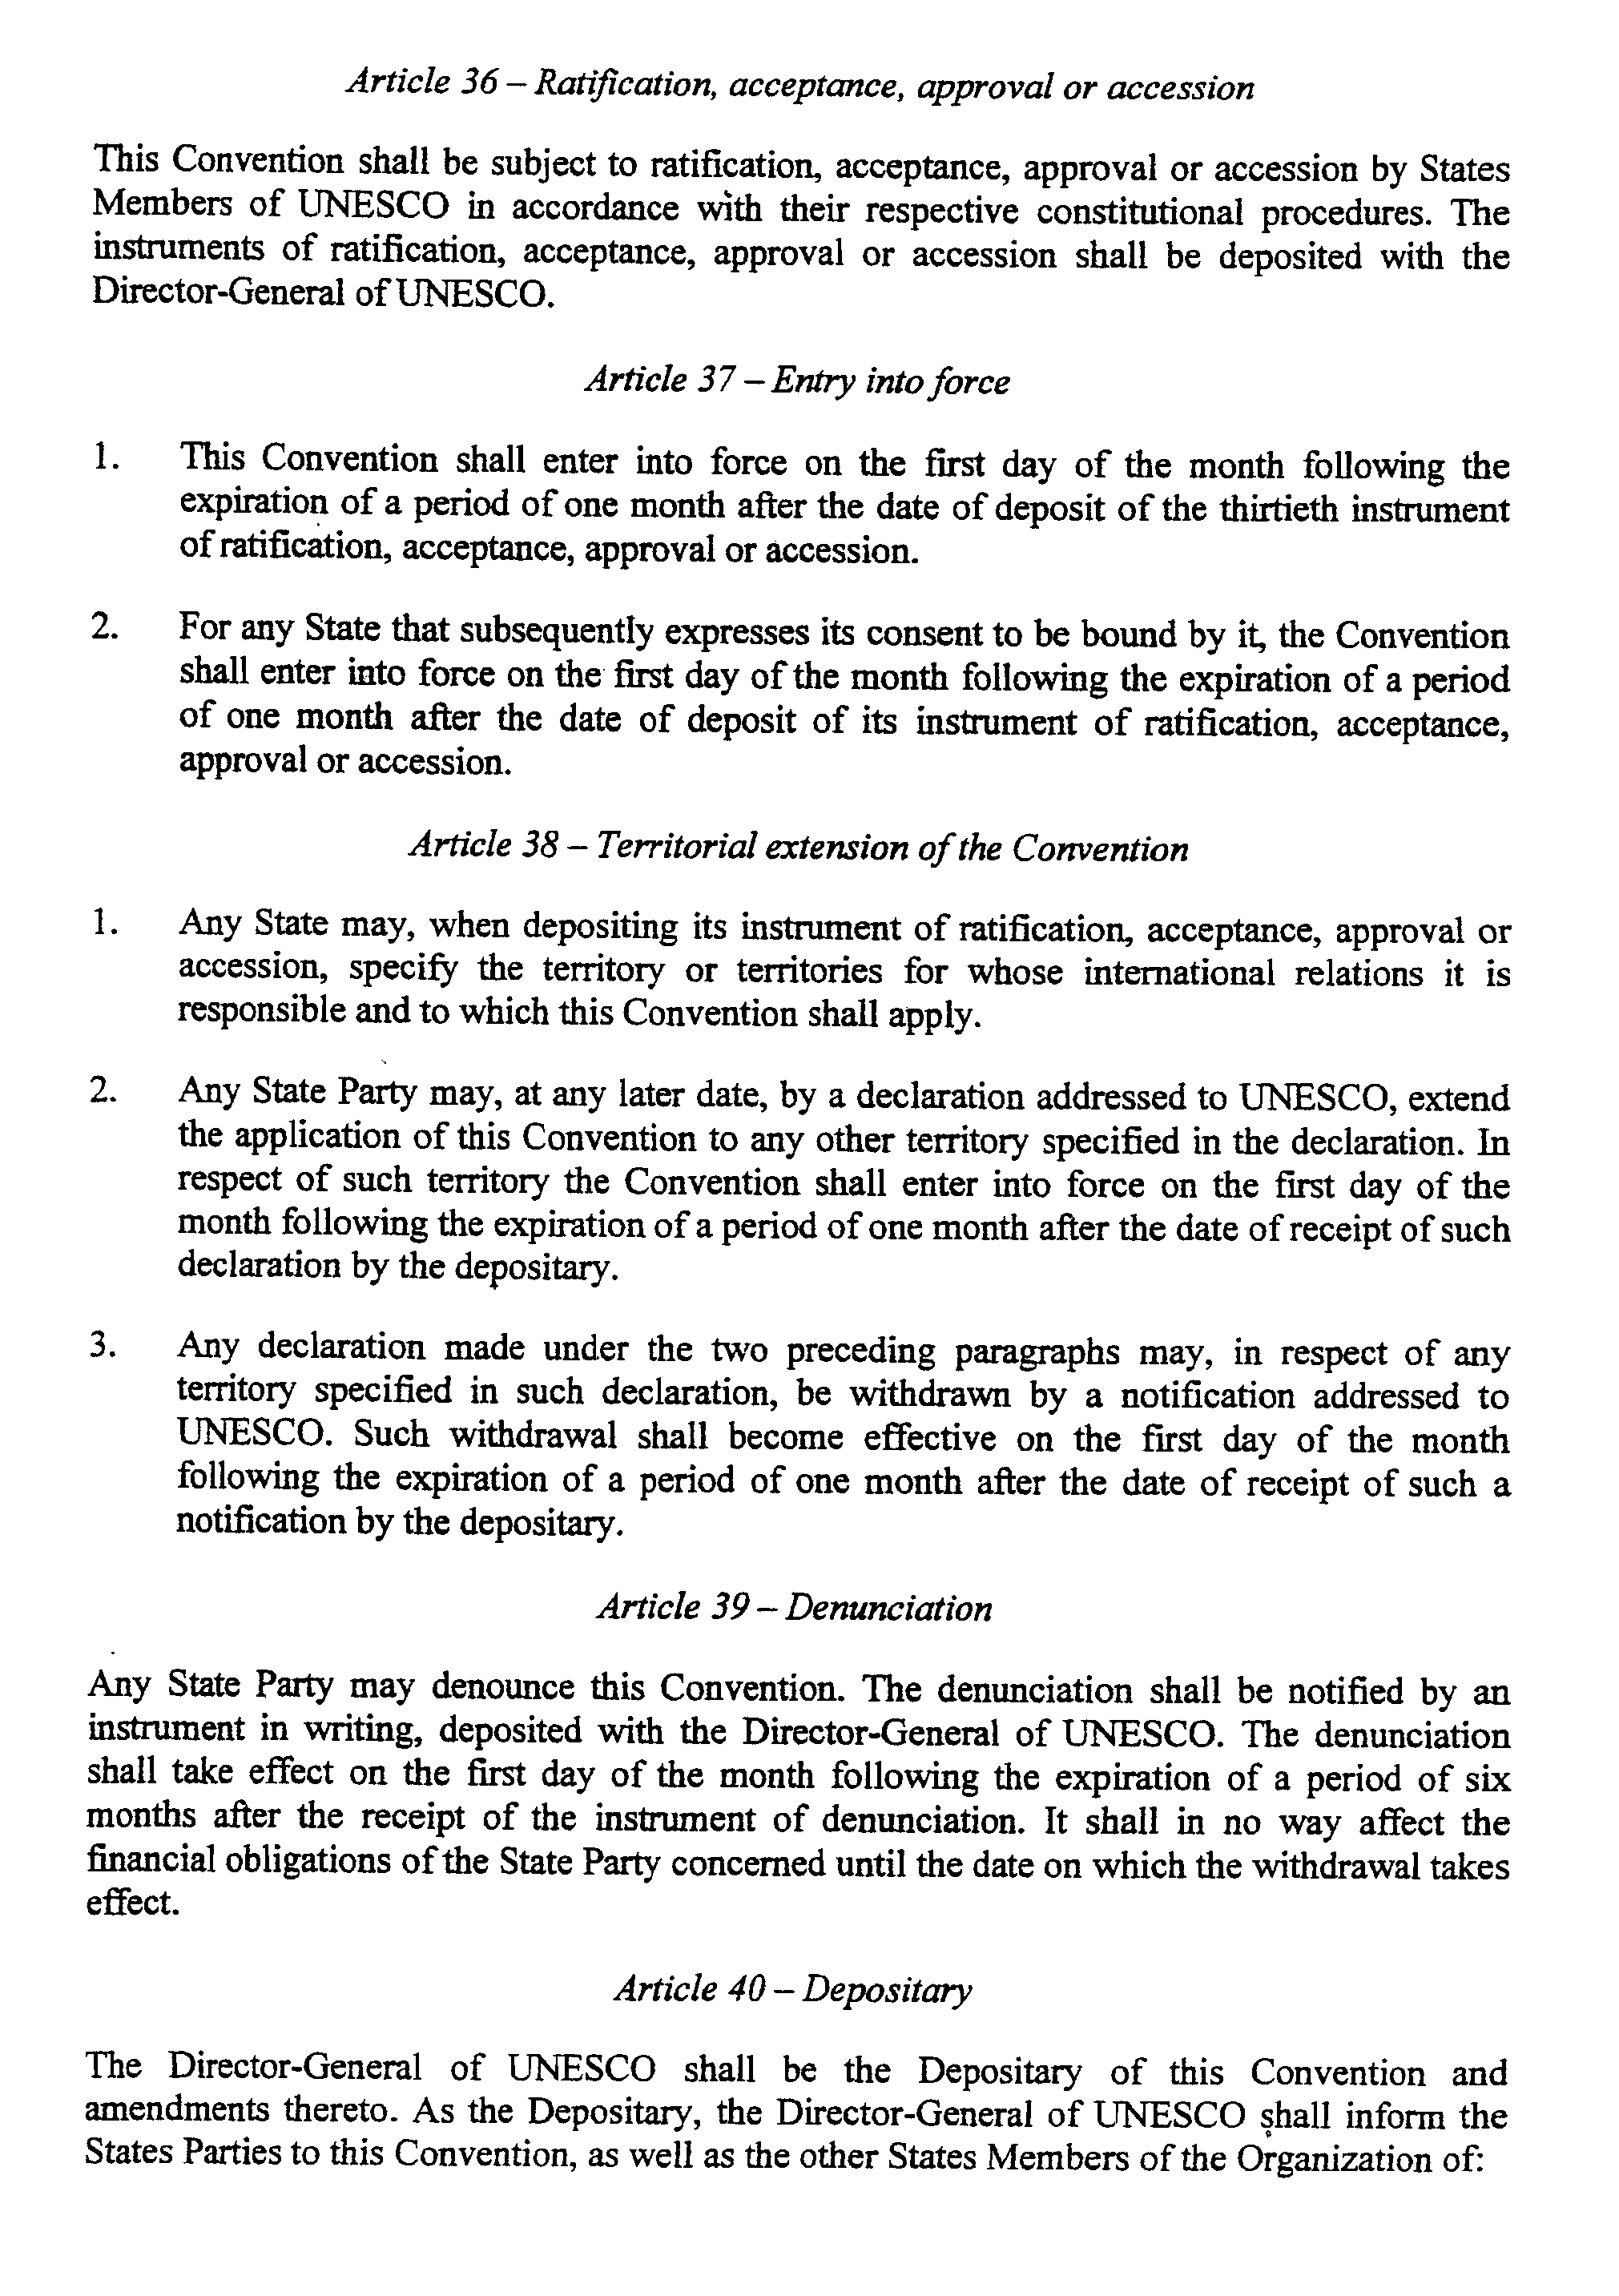 Article 36 – Ratification, acceptance, approval or accession
This Convention shall be subject to ratification, acceptance, approval or accession by States
Members of UNESCO in accordance with their respective constitutional procedures. The
instruments of ratification, acceptance, approval or accession shall be deposited with the
Director-General of UNESCO.
Article 37 – Entry into force
1. This Convention shall enter into force on the first day of the month following the
expiration of a period of one month after the date of deposit of the thirtieth instrument
of ratification, acceptance, approval or accession.
2. For any State that subsequently expresses its consent to be bound by it, the Convention
shall enter into force on the first day of the month following the expiration of a period
of one month after the date of deposit of its instrument of ratification, acceptance,
approval or accession.
Article 38 – Territorial extension of the Convention
1. Any State may, when depositing its instrument of ratification, acceptance, approval or
accession, specify the territory or territories for whose international relations it is
responsible and to which this Convention shall apply.
2. Any State Party may, at any later date, by a declaration addressed to UNESCO, extend
the application of this Convention to any other territory specified in the declaration. In
respect of such territory the Convention shall enter into force on the first day of the
month following the expiration of a period of one month after the date of receipt of such
declaration by the depositary.
3. Any declaration made under the two preceding paragraphs may, in respect of any
territory specified in such declaration, be withdrawn by a notification addressed to
UNESCO. Such withdrawal shall become effective on the first day of the month
following the expiration of a period of one month after the date of receipt of such a
notification by the depositary.
Article 39 – Denunciation
Any State Party may denounce this Convention. The denunciation shall be notified by an
instrument in writing, deposited with the Director-General of UNESCO. The denunciation
shall take effect on the first day of the month following the expiration of a period of six
months after the receipt of the instrument of denunciation. It shall in no way affect the
financial obligations of the State Party concerned until the date on which the withdrawal takes
effect.
Article 40 – Depositary
The Director-General of UNESCO shall be the Depositary of this Convention and
amendments thereto. As the Depositary, the Director-General of UNESCO shall inform the
States Parties to this Convention, as well as the other States Members of the Organization of: